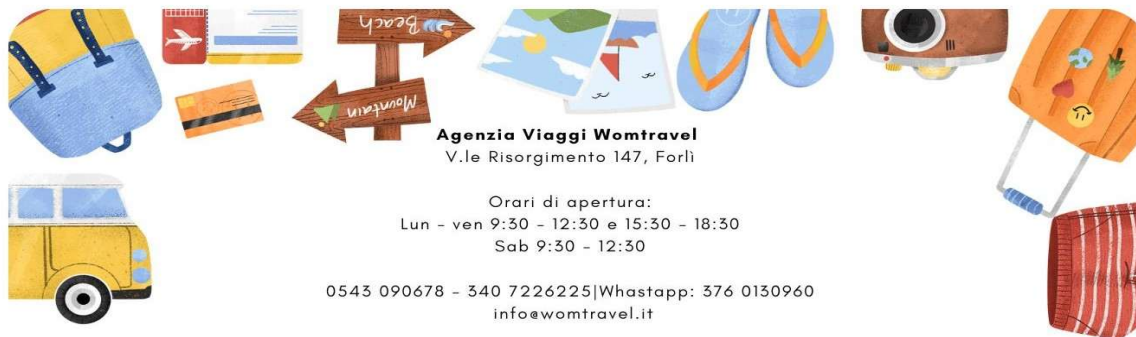 Beach
Mountain
Agenzia Viaggi Womtravel
V.le Risorgimento 147, Forlì
Orari di apertura:
Lun - ven 9:30 - 12:30 e 15:30 - 18:30
Sab 9:30 - 12:30
0543 090678 - 340 7226225|Whastapp: 376 0130960
info@womtravel.it